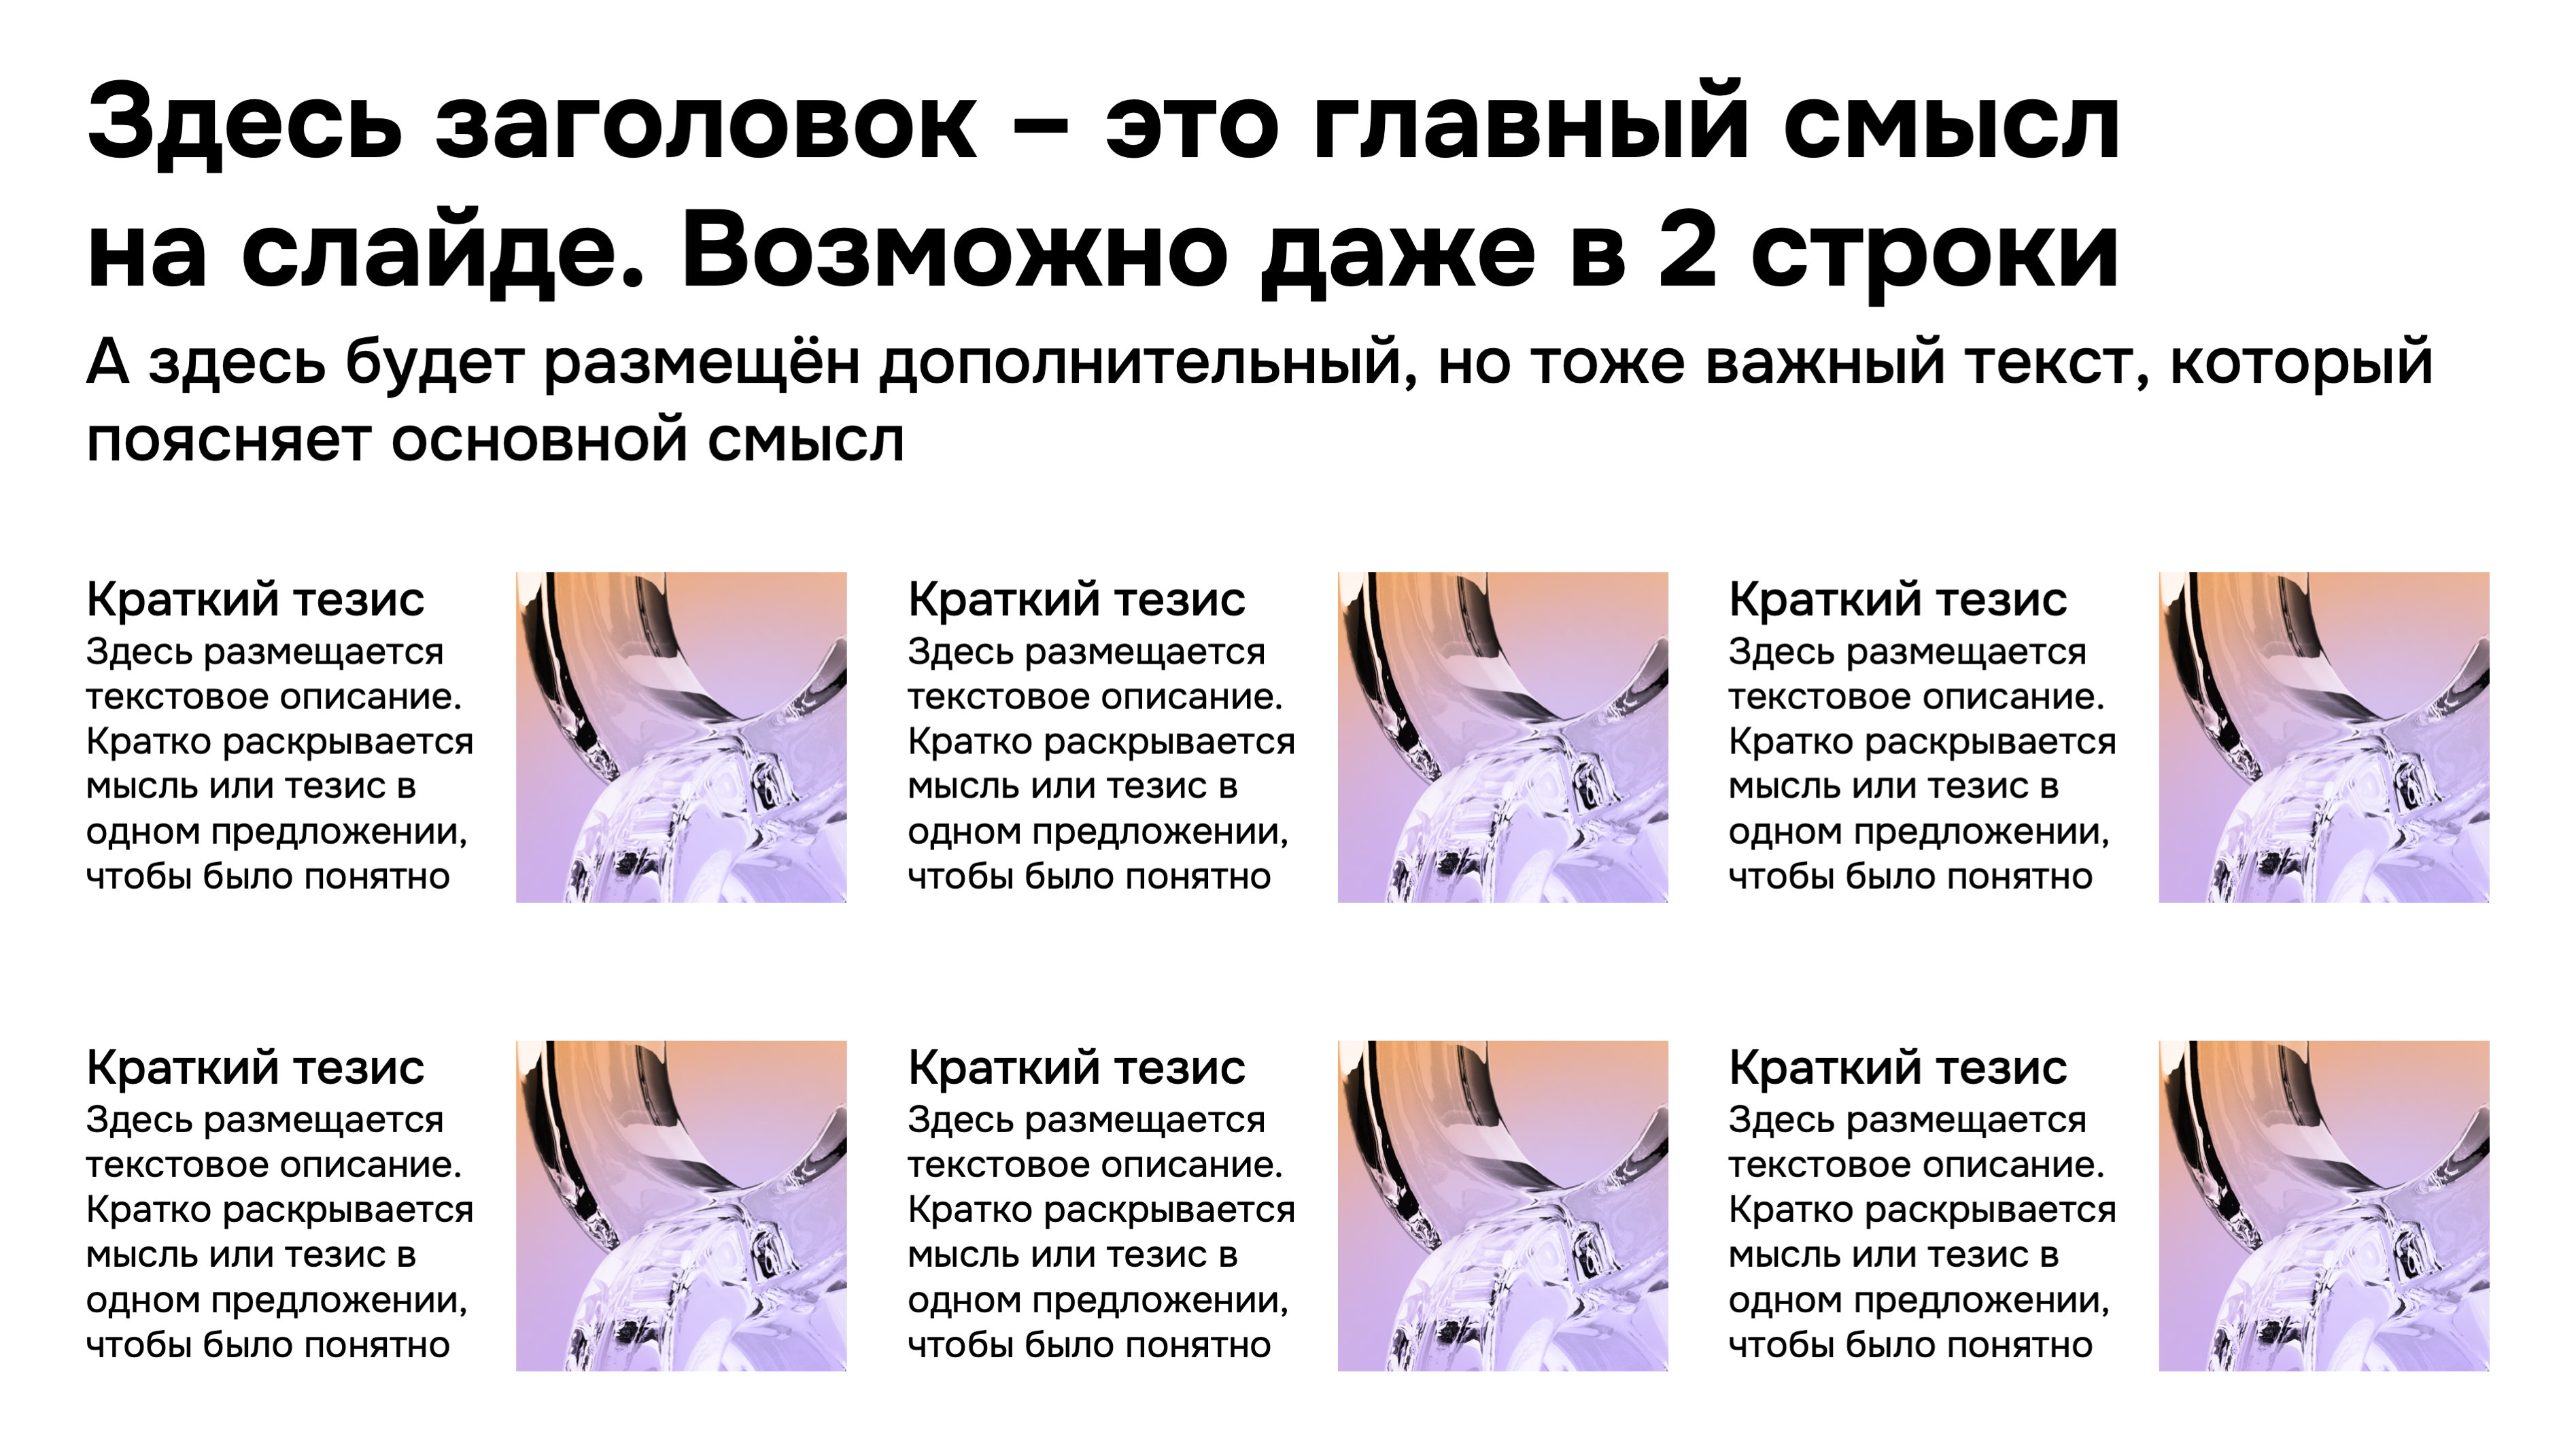 Здесь заголовок – это главный смысл
на слайде. Возможно даже в 2 строки
А здесь будет размещён дополнительный, но тоже важный текст, который
поясняет основной смысл
Краткий тезис
Здесь размещается
текстовое описание.
Кратко раскрывается
мысль или тезис в
одном предложении,
чтобы было понятно
Краткий тезис
Здесь размещается
текстовое описание.
Кратко раскрывается
мысль или тезис в
одном предложении,
чтобы было понятно
Краткий тезис
Здесь размещается
текстовое описание.
Кратко раскрывается
мысль или тезис в
одном предложении,
чтобы было понятно
Краткий тезис
Здесь размещается
текстовое описание.
Кратко раскрывается
мысль или тезис в
одном предложении,
чтобы было понятно
Краткий тезис
Здесь размещается
текстовое описание.
Кратко раскрывается
мысль или тезис в
одном предложении,
чтобы было понятно
Краткий тезис
Здесь размещается
текстовое описание.
Кратко раскрывается
мысль или тезис в
одном предложении,
чтобы было понятно